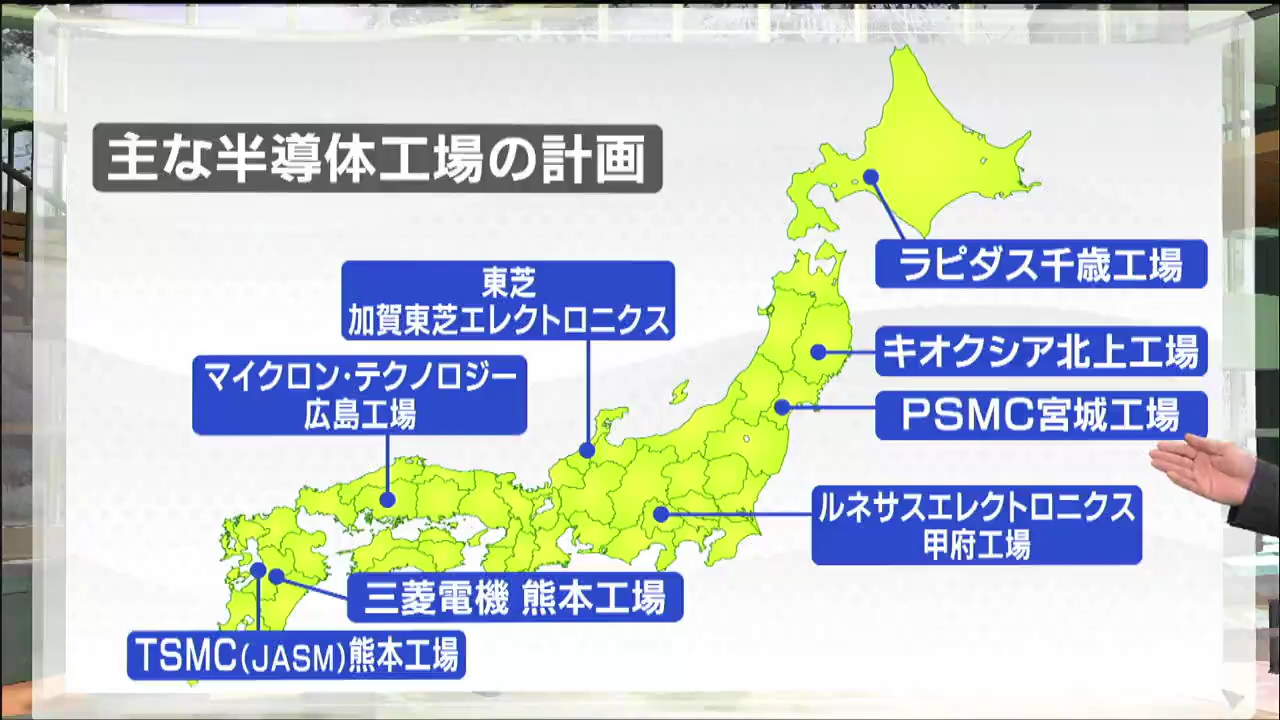 主な半導体工場の計画
ラピダス千歳工場
東芝
加賀東芝エレクトロニクス
キオクシア北上工場
マイクロン・テクノロジー
広島工場
PSMC宮城工場
ルネサスエレクトロニクス
甲府工場
三菱電機 熊本工場
TSMC(JASM)熊本工場